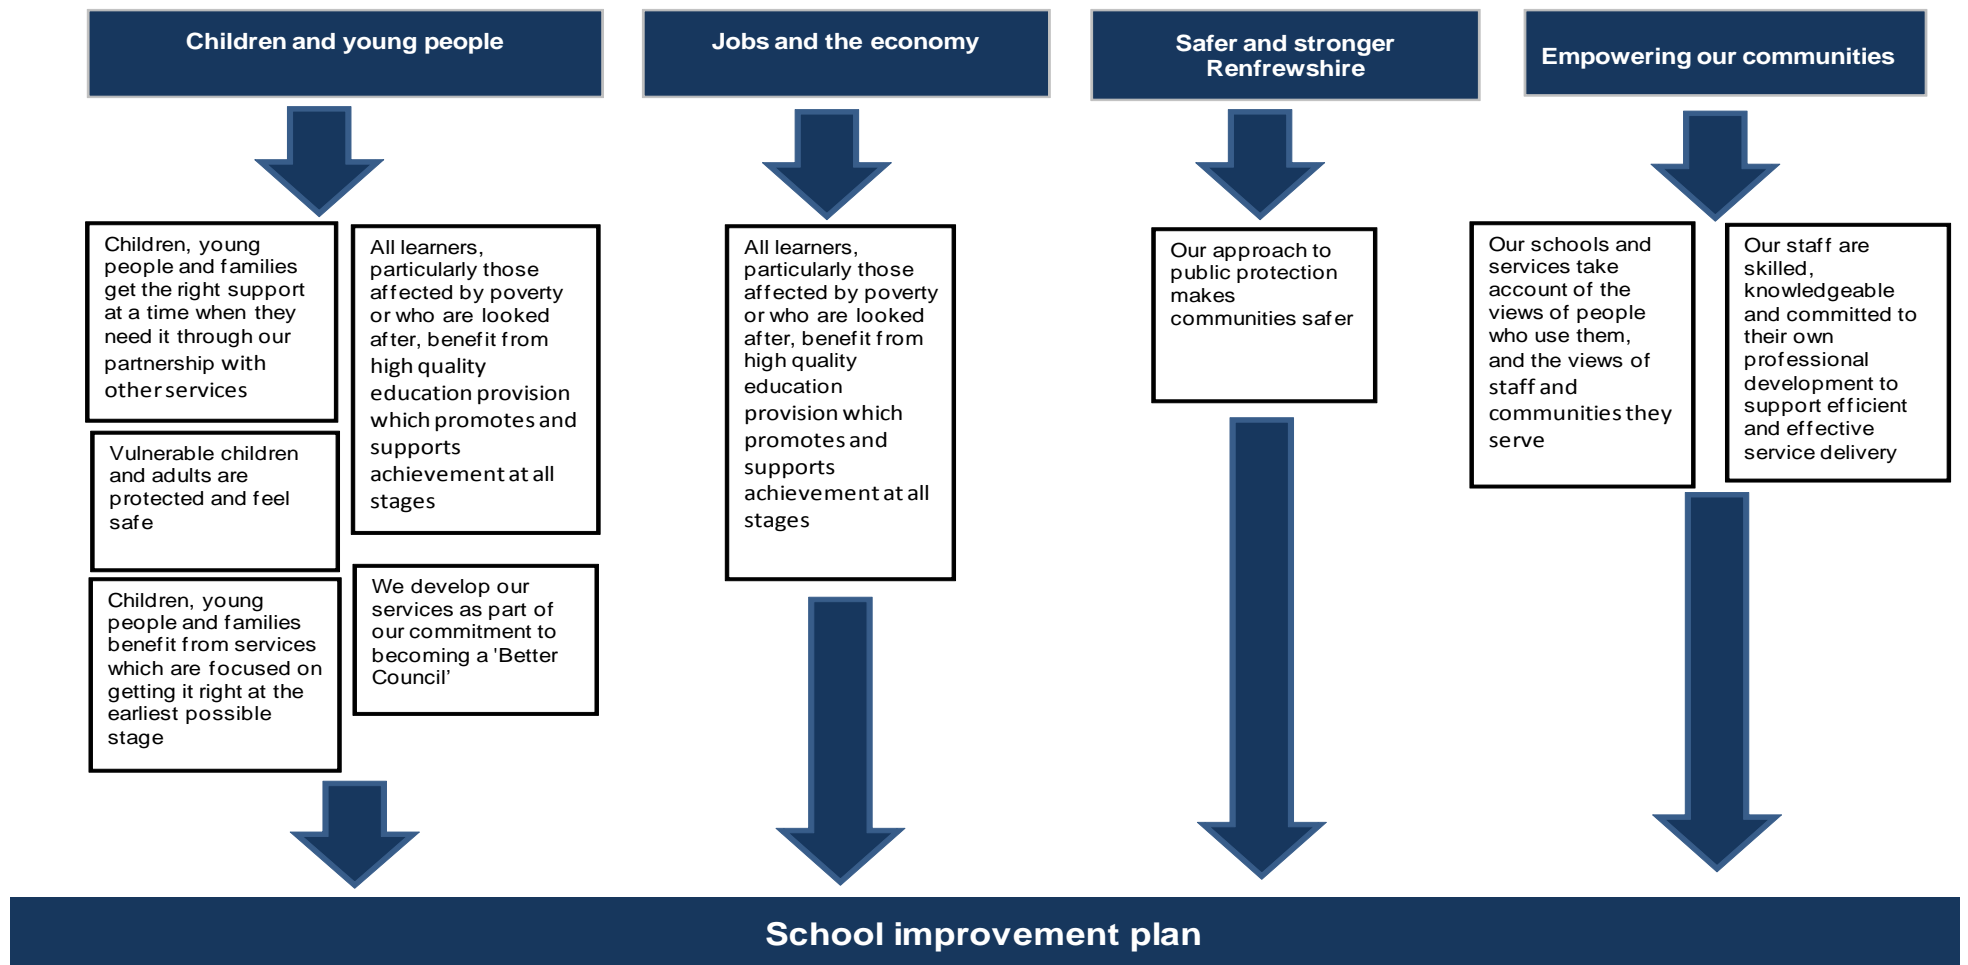 Children and young people
Jobs and the economy
Safer and stronger
Renfrewshire
Empowering our communities
Children, young
people and families
get the right support
at a time when they
need it through our
partnership with
other services
Vulnerable children
and adults are
protected and feel
safe
Children, young
people and families
benefit from services
which are focused on
getting it right at the
earliest possible
stage
All learners,
particularly those
affected by poverty
or who are looked
after, benefit from
high quality
education provision
which promotes and
supports
achievement at all
stages
We develop our
services as part of
our commitment to
becoming a 'Better
Council’
All learners,
particularly those
affected by poverty
or who are looked
after, benefit from
high quality
education
provision which
promotes and
supports
achievement at all
stages
Our approach to
public protection
makes
communities safer
Our schools and
services take
account of the
views of people
who use them,
and the views of
staff and
communities they
serve
Our staff are
skilled,
knowledgeable
and committed to
their own
professional
development to
support efficient
and effective
service delivery
School improvement plan